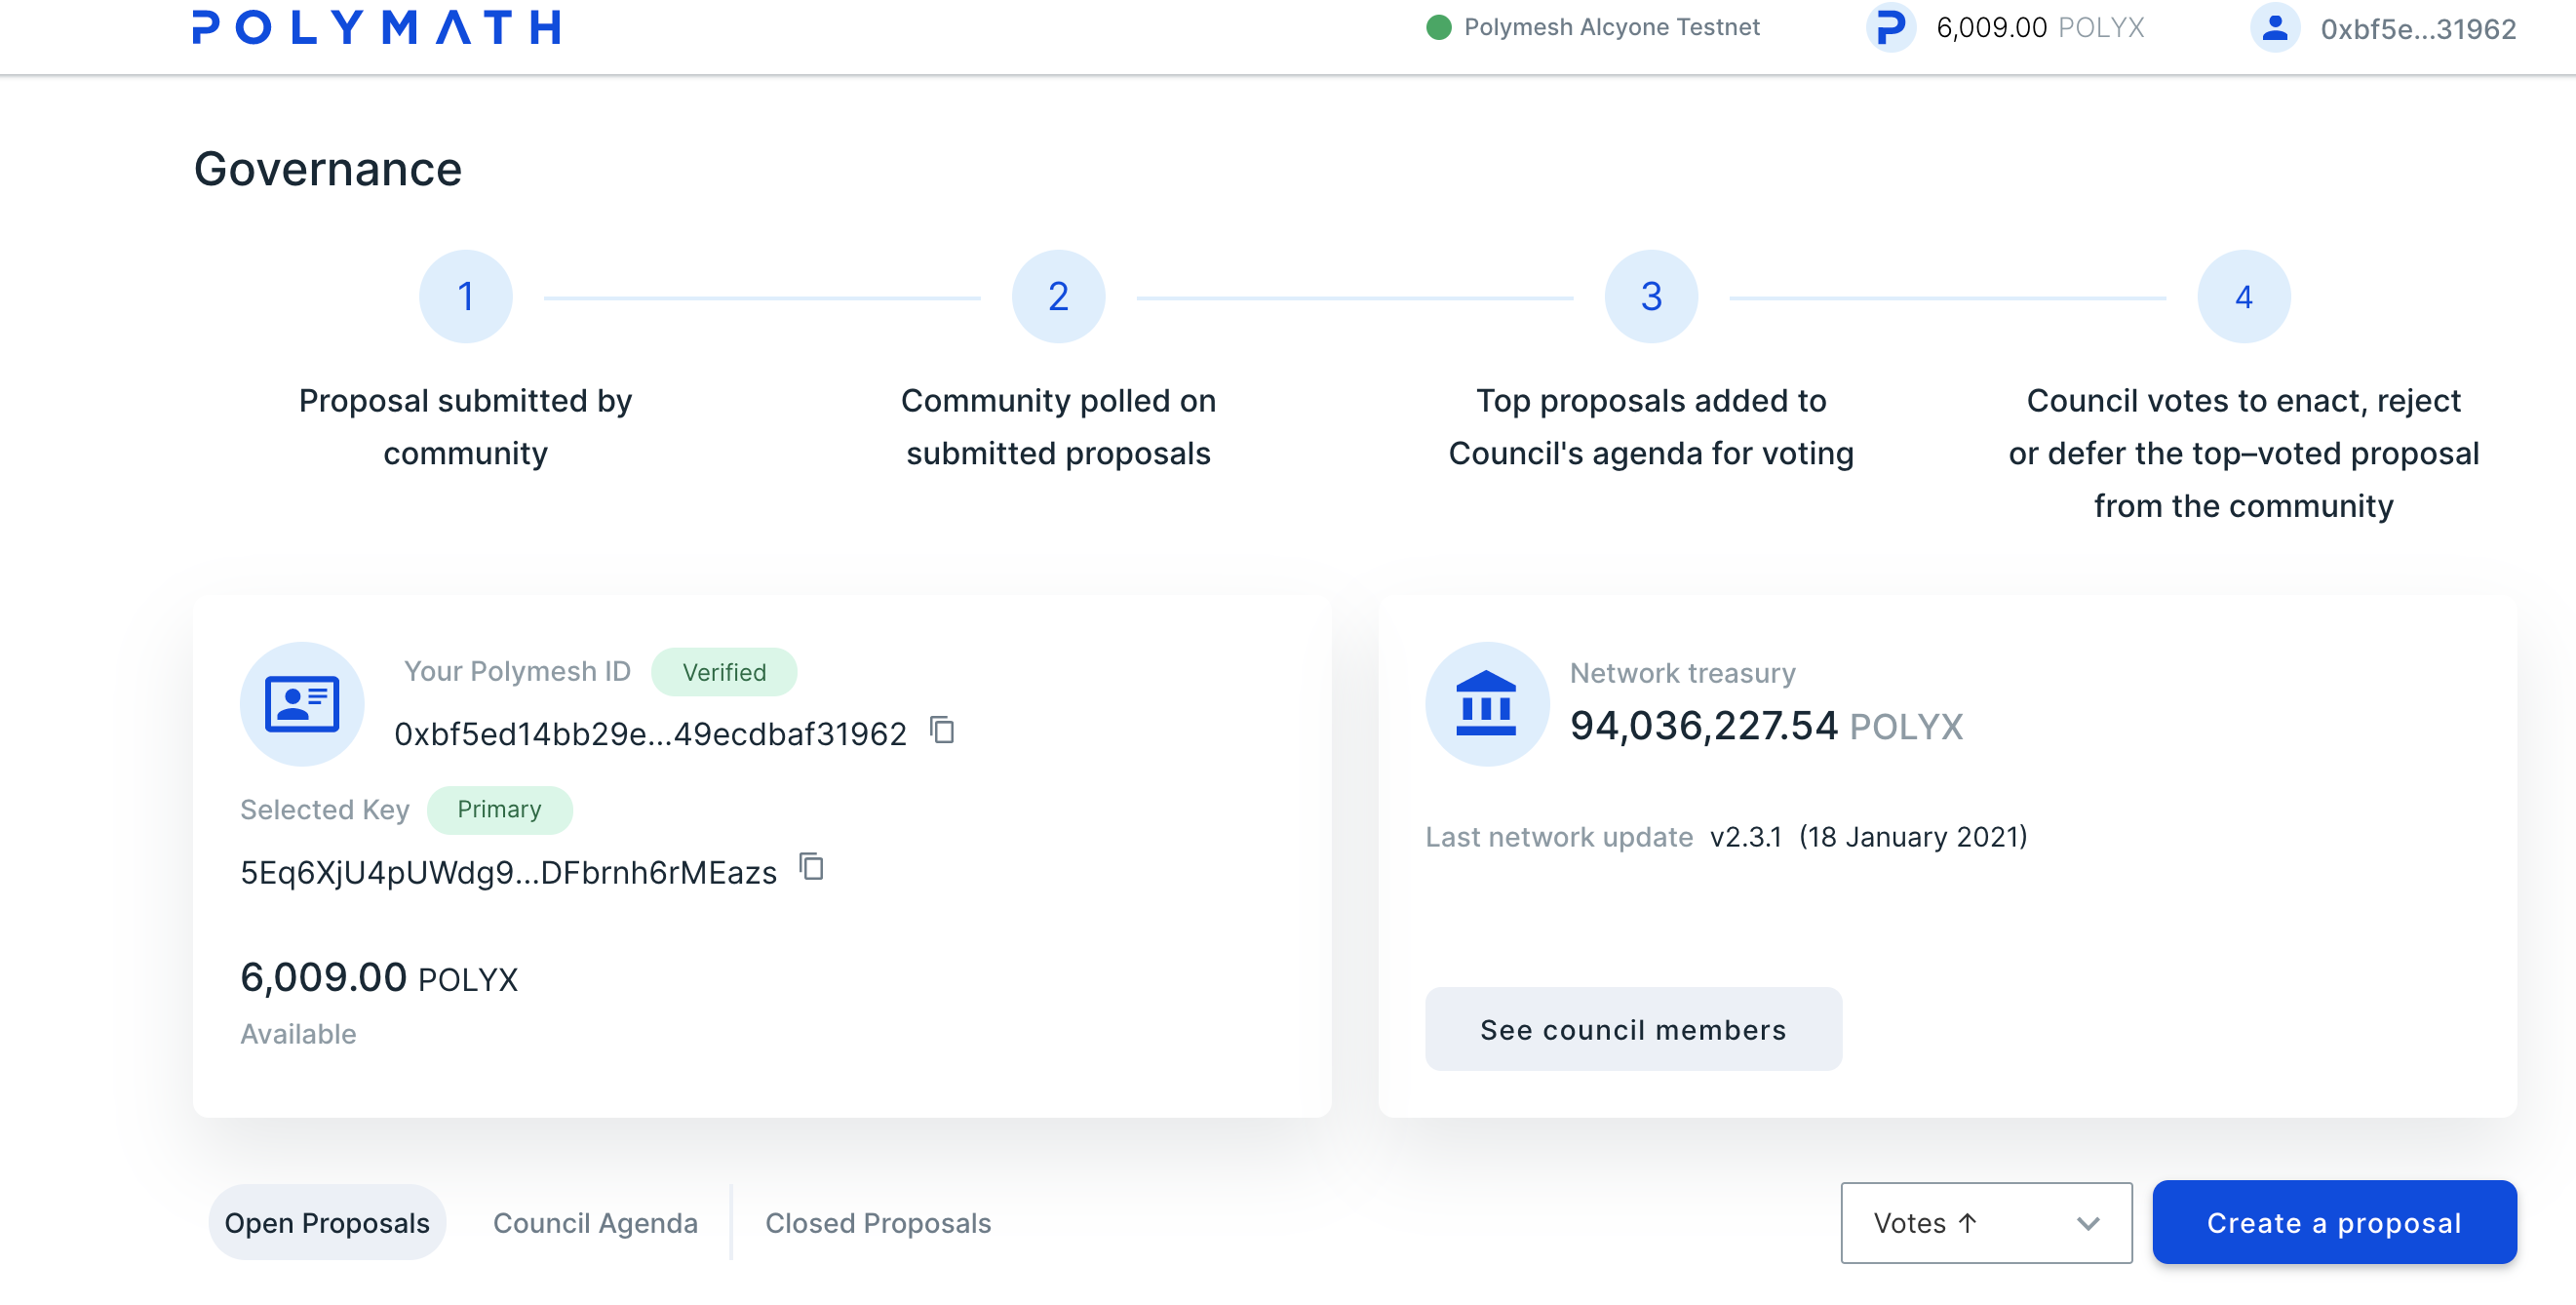 POLYMATH
Polymesh Alcyone Testnet
6,009.00 POLYX
0xbf5e...31962
Governance
1
2
3
4
Proposal submitted by
community
Community polled on
submitted proposals
Top proposals added to
Council's agenda for voting
Council votes to enact, reject
or defer the top–voted proposal
from the community
Your Polymesh ID Verified
0xbf5ed14bb29e...49ecdbaf31962
Selected Key Primary
5Eq6XjU4pUWdg9...DFbrnh6rMEazs
6,009.00 POLYX
Available
Network treasury
94,036,227.54 POLYX
Last network update v2.3.1 (18 January 2021)
See council members
Open Proposals
Council Agenda
Closed Proposals
Votes ↑
Create a proposal